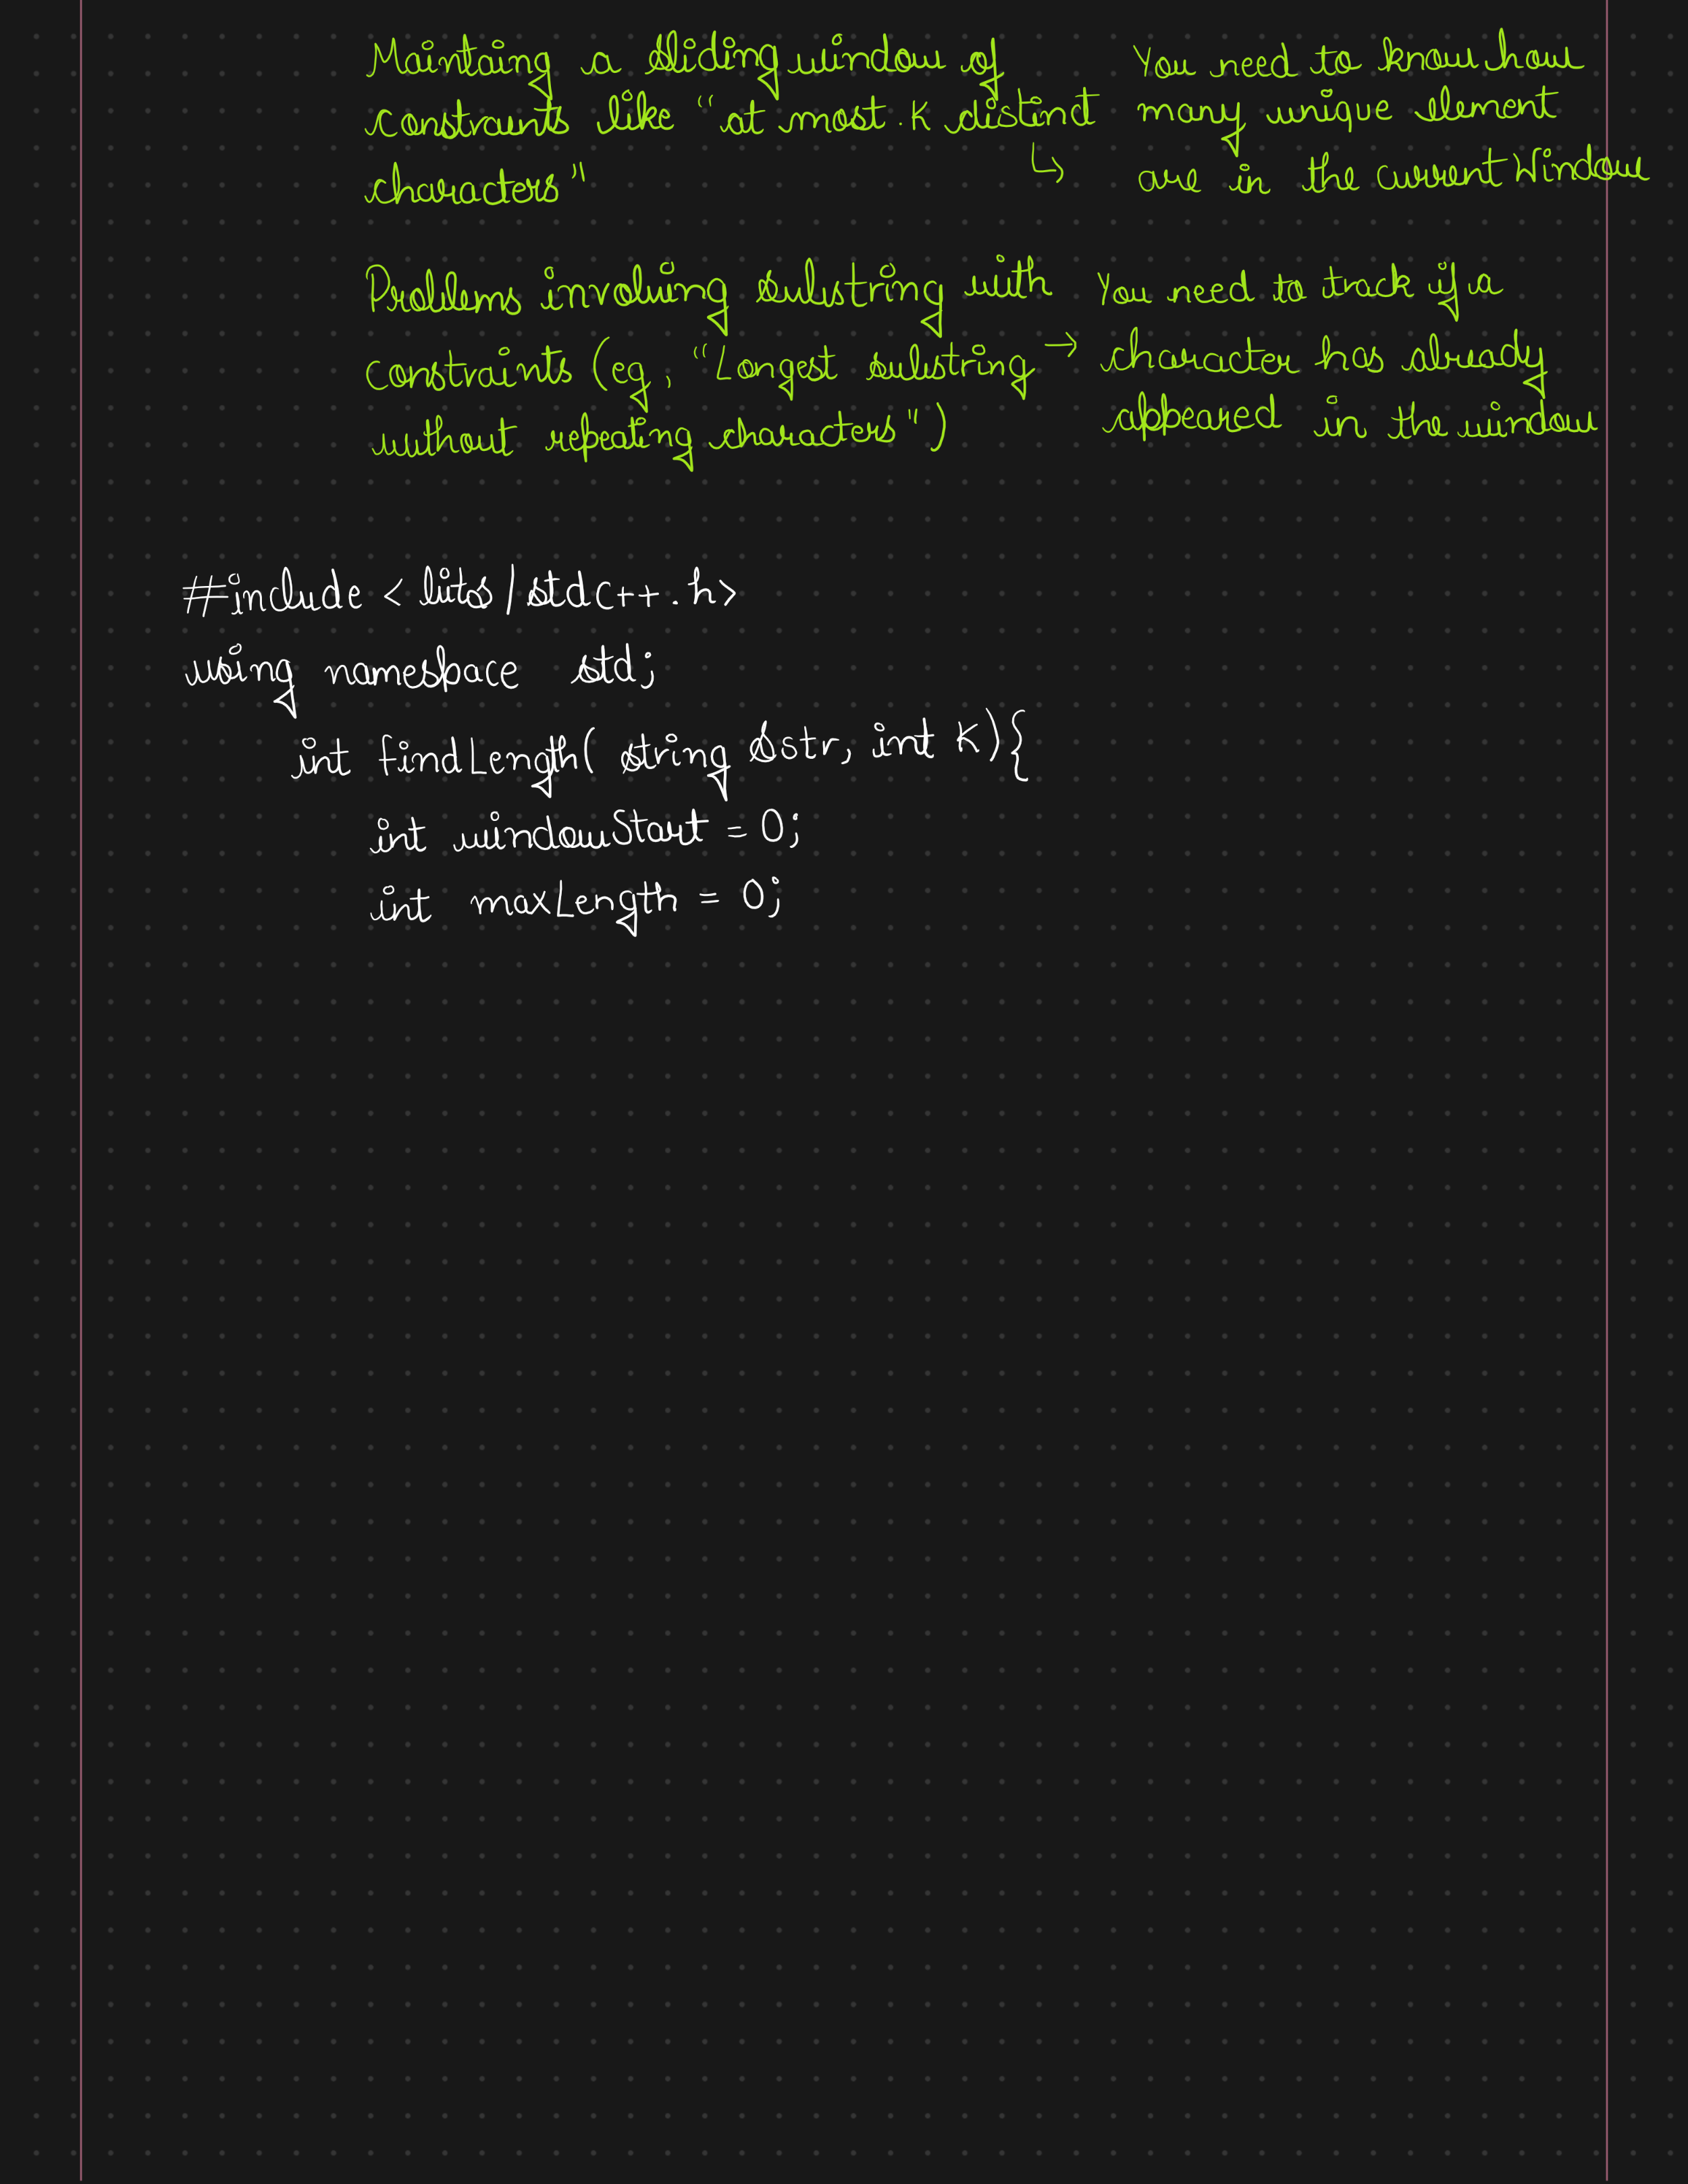 Maintaing a sliding window of
constraints like "at most K distinct
characters"
↳ You need to know how
many unique element
are in the current Window
Problems involving substring with
constraints (eg, "Longest substring
without repeating characters")
→ You need to track if a
character has already
appeared in the window
#include <bits/stdc++.h>
using namespace std;
int findLength( string &str, int K){
int windowStart = 0;
int maxLength = 0;